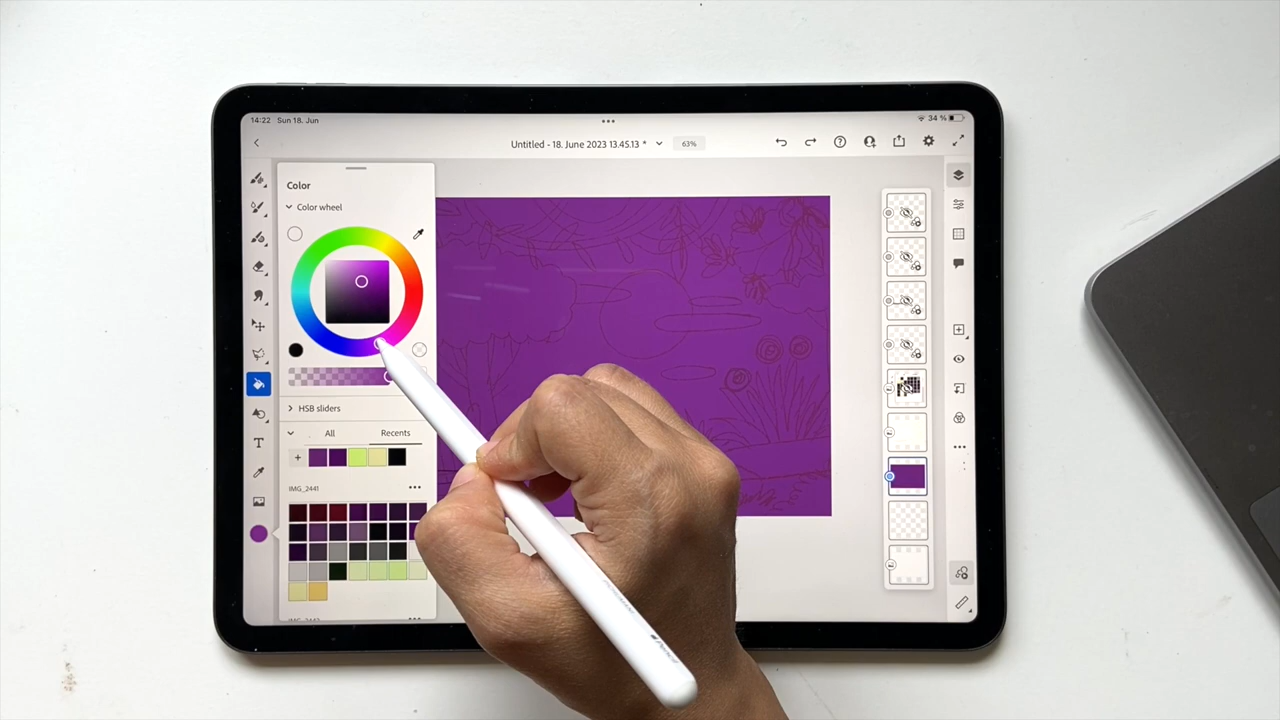 14:22 Sun 18. Jun
34 %
Untitled - 18. June 2023 13.45.13 *
63%
Color
Color wheel
HSB sliders
All Recents
IMG_2441
T